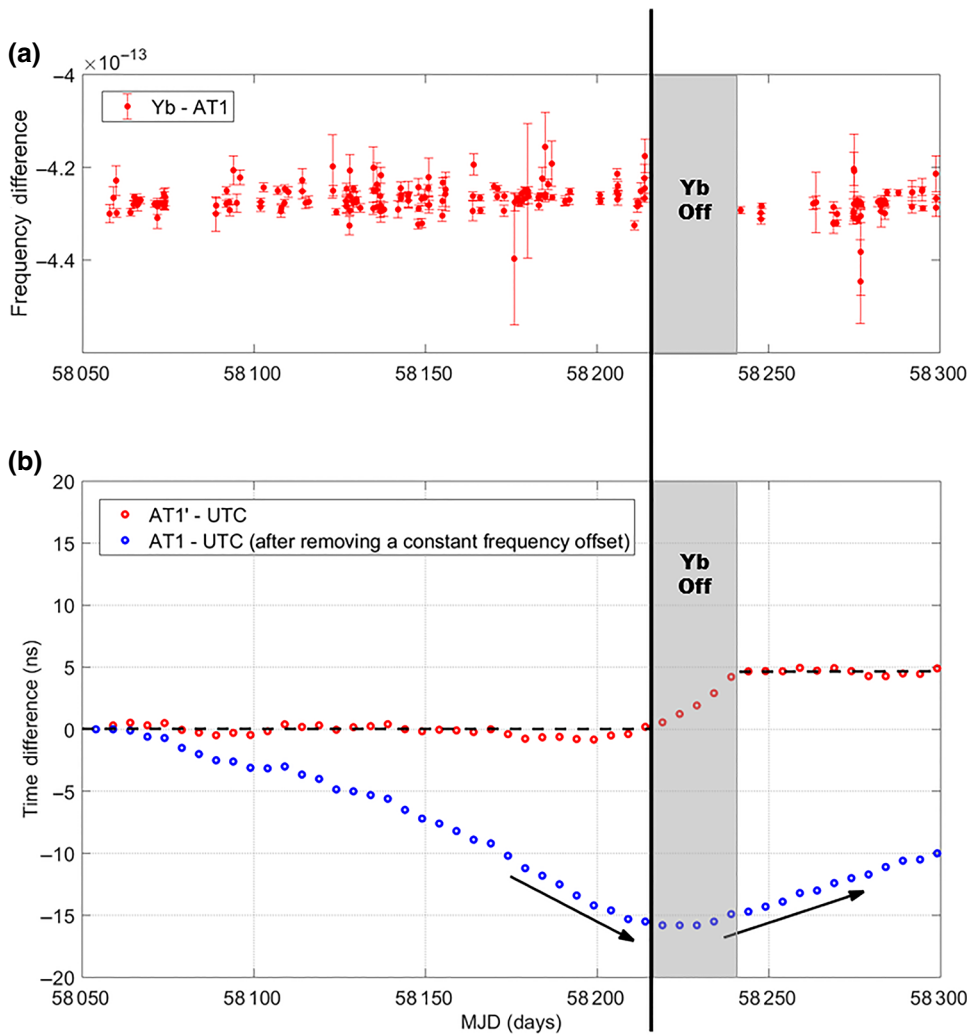 (a)
×10⁻¹³
−4
−4.2
−4.4
Frequency difference
Yb - AT1
Yb
Off
58 050
58 100
58 150
58 200
58 250
58 300
(b)
20
15
10
5
0
−5
−10
−15
−20
Time difference (ns)
AT1' - UTC
AT1 - UTC (after removing a constant frequency offset)
Yb
Off
58 050
58 100
58 150
58 200
58 250
58 300
MJD (days)